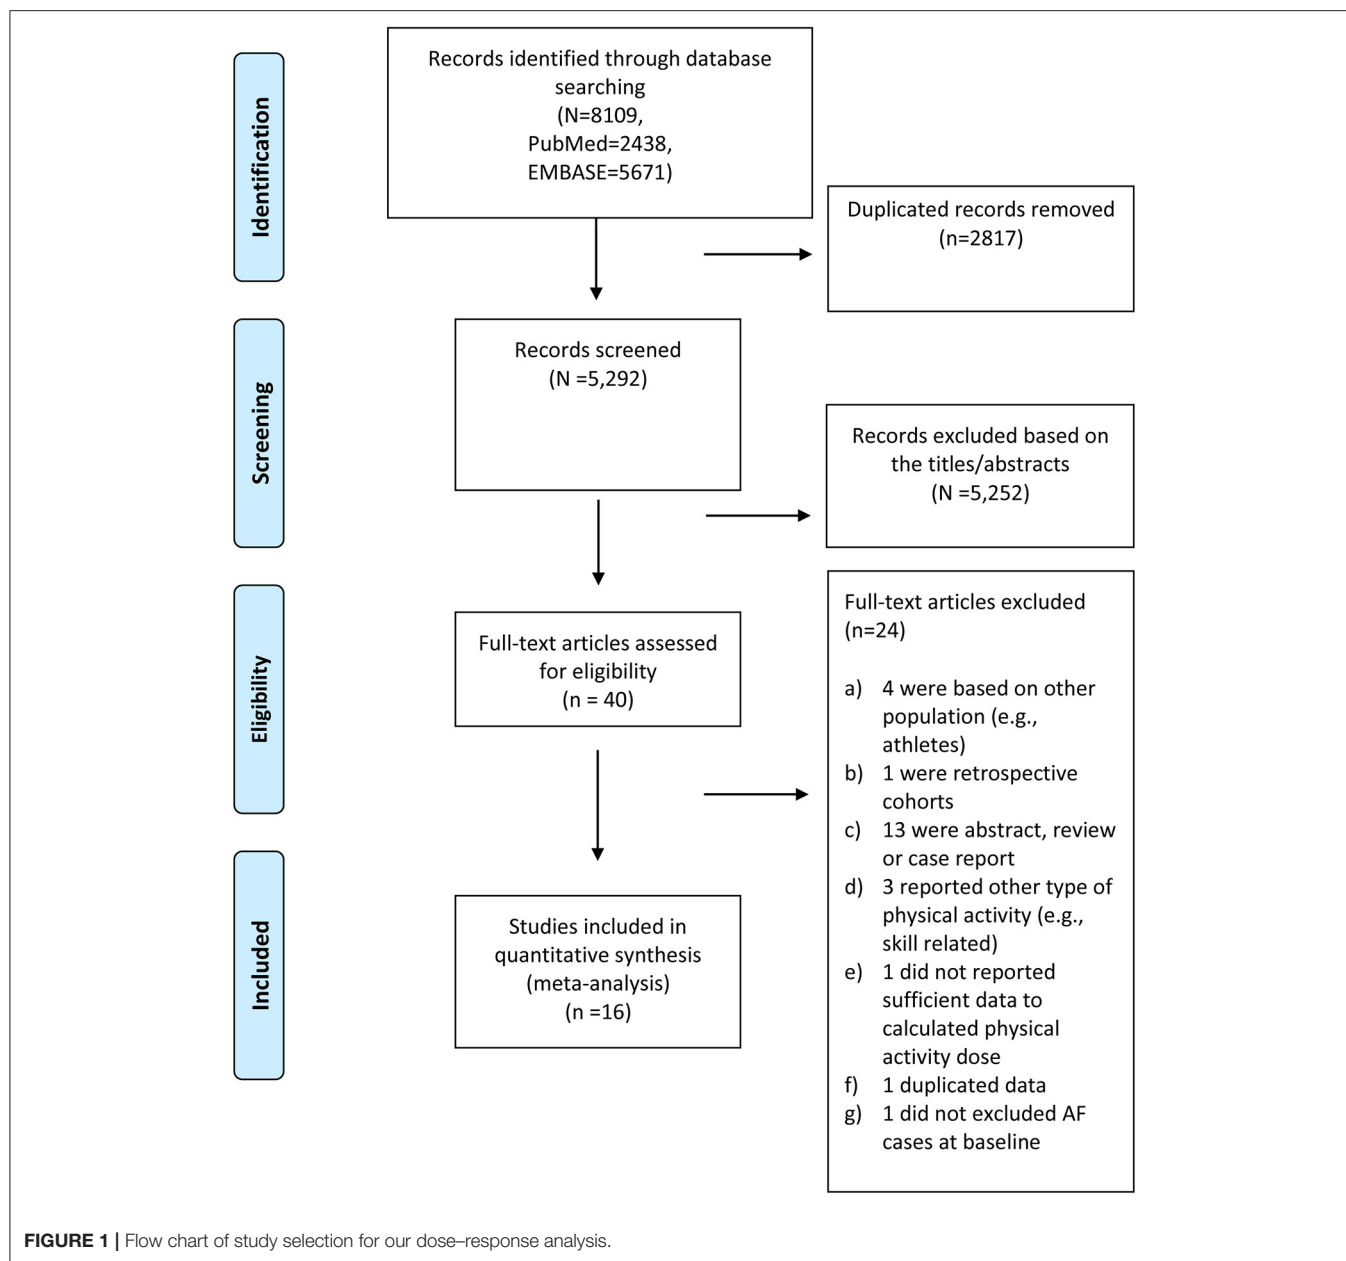 Identification
Records identified through database
searching
(N=8109,
PubMed=2438,
EMBASE=5671)
Duplicated records removed
(n=2817)
Screening
Records screened
(N =5,292)
Records excluded based on
the titles/abstracts
(N =5,252)
Eligibility
Full-text articles assessed
for eligibility
(n = 40)
Full-text articles excluded
(n=24)
a) 4 were based on other
population (e.g.,
athletes)
b) 1 were retrospective
cohorts
c) 13 were abstract, review
or case report
d) 3 reported other type of
physical activity (e.g.,
skill related)
e) 1 did not reported
sufficient data to
calculated physical
activity dose
f) 1 duplicated data
g) 1 did not excluded AF
cases at baseline
Included
Studies included in
quantitative synthesis
(meta-analysis)
(n =16)
FIGURE 1 | Flow chart of study selection for our dose–response analysis.